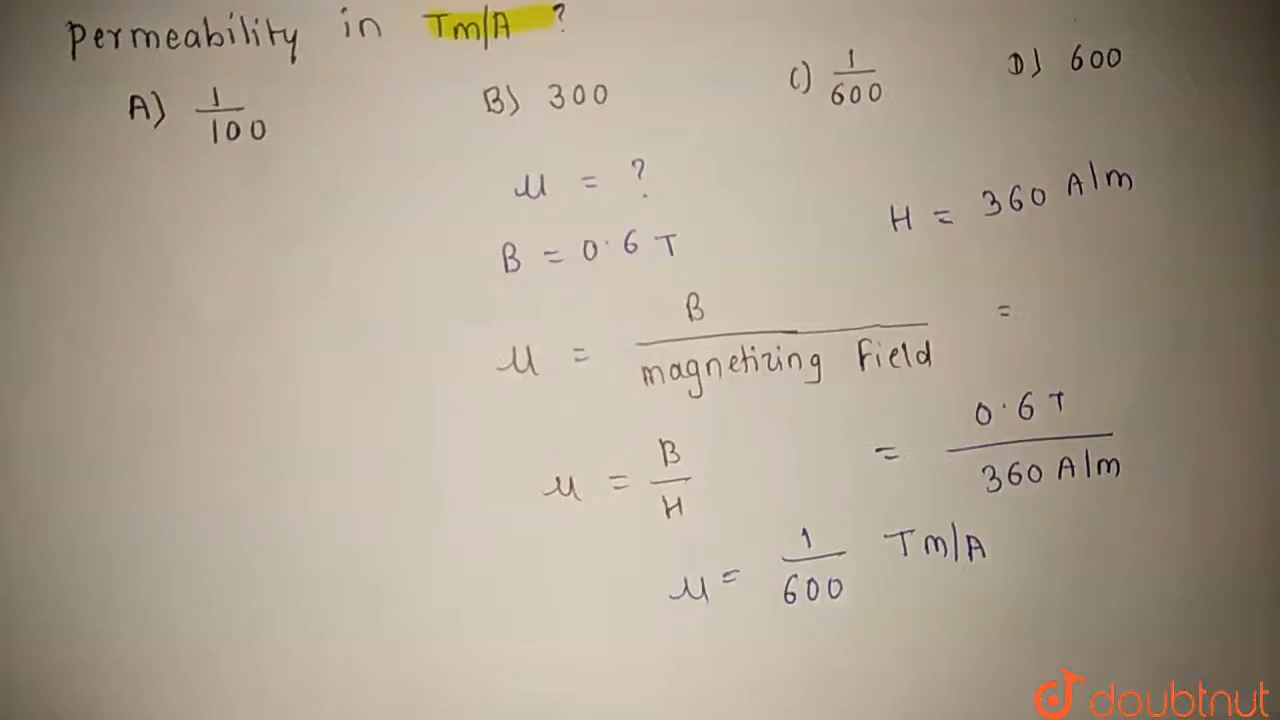 permeability in Tm/A ?
A) 1/100 B) 300 C) 1/600 D) 600
μ = ?
H = 360 A/m
B = 0.6 T
μ = B/magnetizing field =
μ = B/H = 0.6 T/360 A/m
μ = 1/600 Tm/A
doubtnut